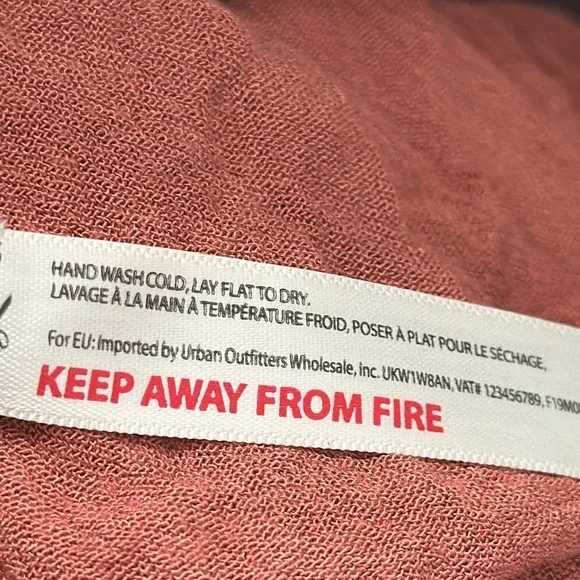 HAND WASH COLD, LAY FLAT TO DRY.
LAVAGE À LA MAIN À TEMPÉRATURE FROID, POSER À PLAT POUR LE SÉCHAGE,
For EU: Imported by Urban Outfitters Wholesale, Inc. UKW1W8AN, VAT# 123456789,
KEEP AWAY FROM FIRE